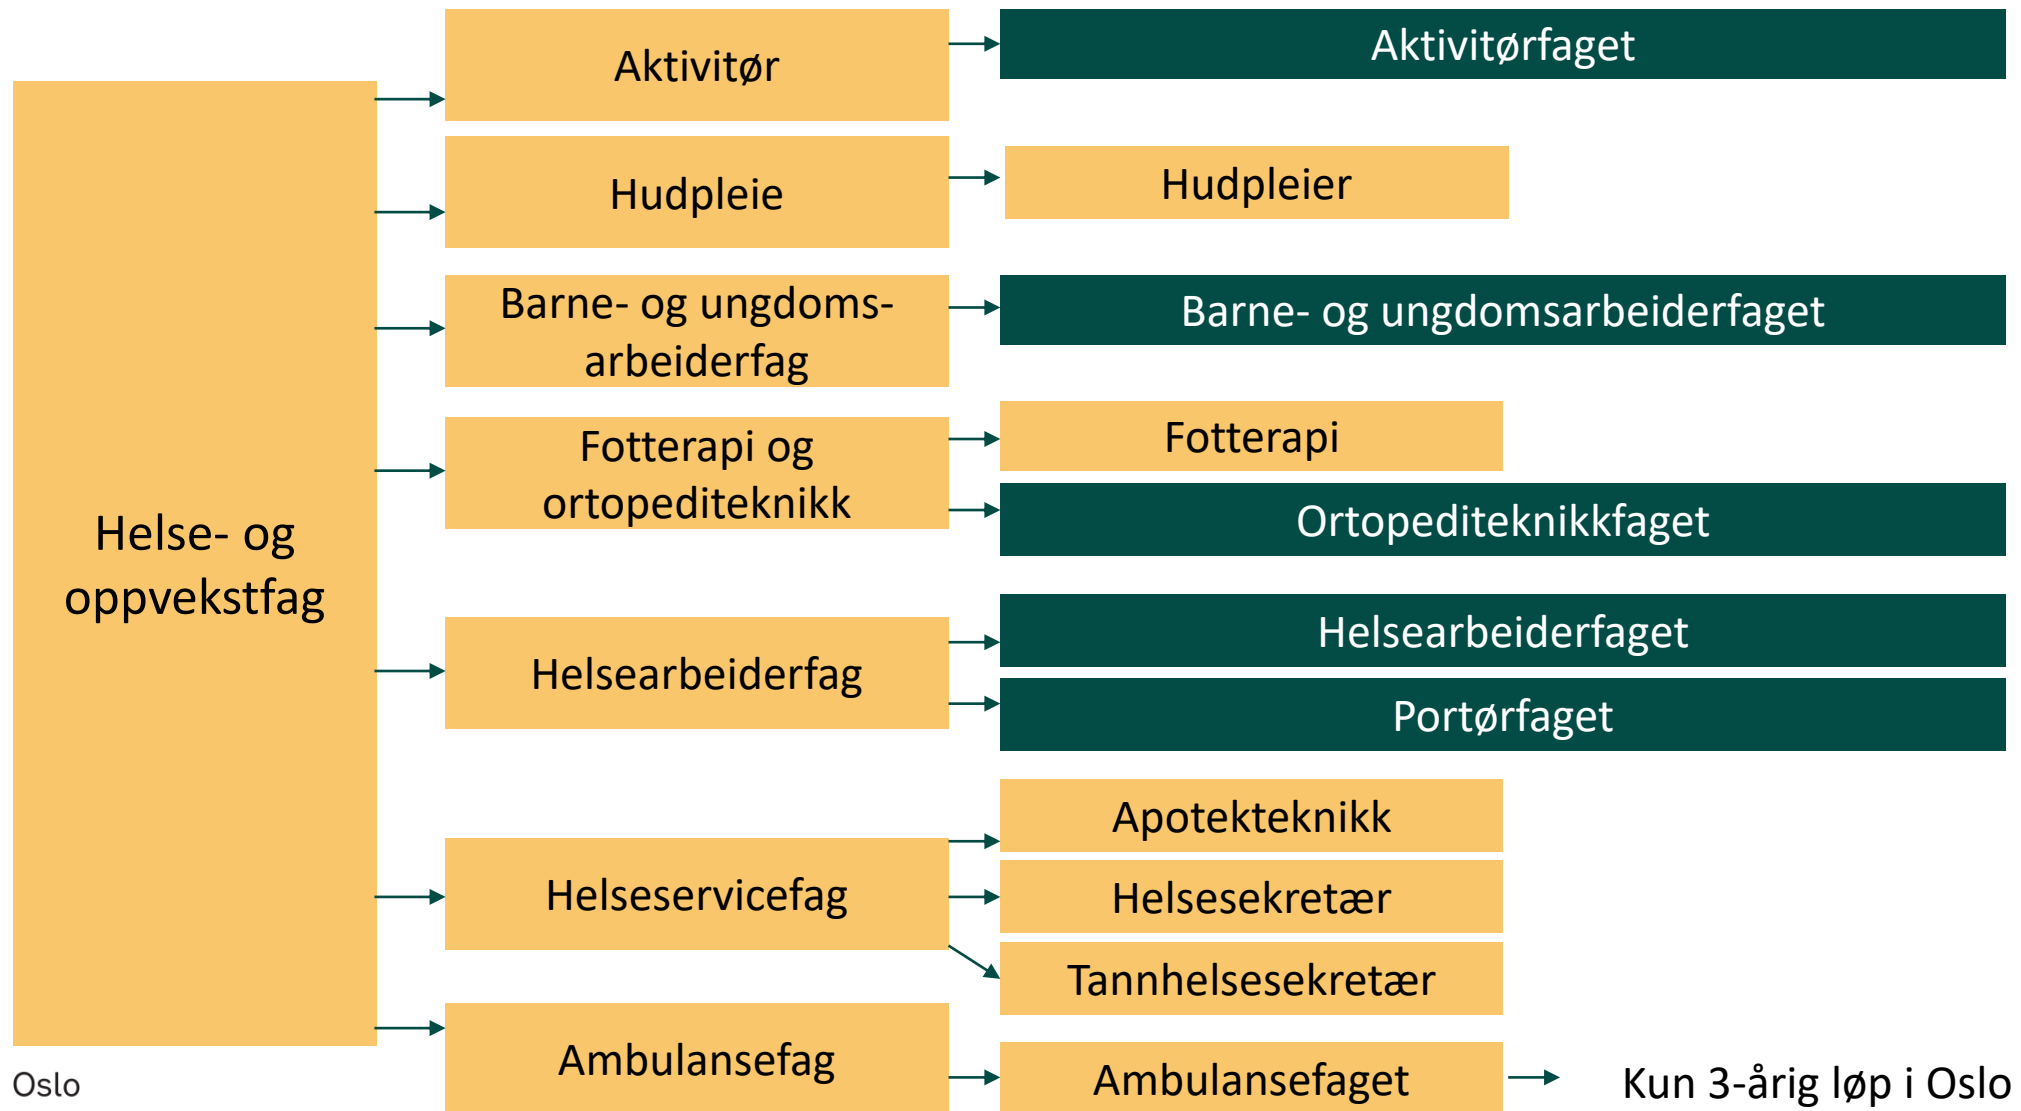 Helse- og
oppvekstfag
Aktivitør
Aktivitørfaget
Hudpleie
Hudpleier
Barne- og ungdoms-
arbeiderfag
Barne- og ungdomsarbeiderfaget
Fotterapi og
ortopediteknikk
Fotterapi
Ortopediteknikkfaget
Helsearbeiderfag
Helsearbeiderfaget
Portørfaget
Helseservicefag
Apotekteknikk
Helsesekretær
Tannhelsesekretær
Ambulansefag
Ambulansefaget
Kun 3-årig løp i Oslo
Oslo